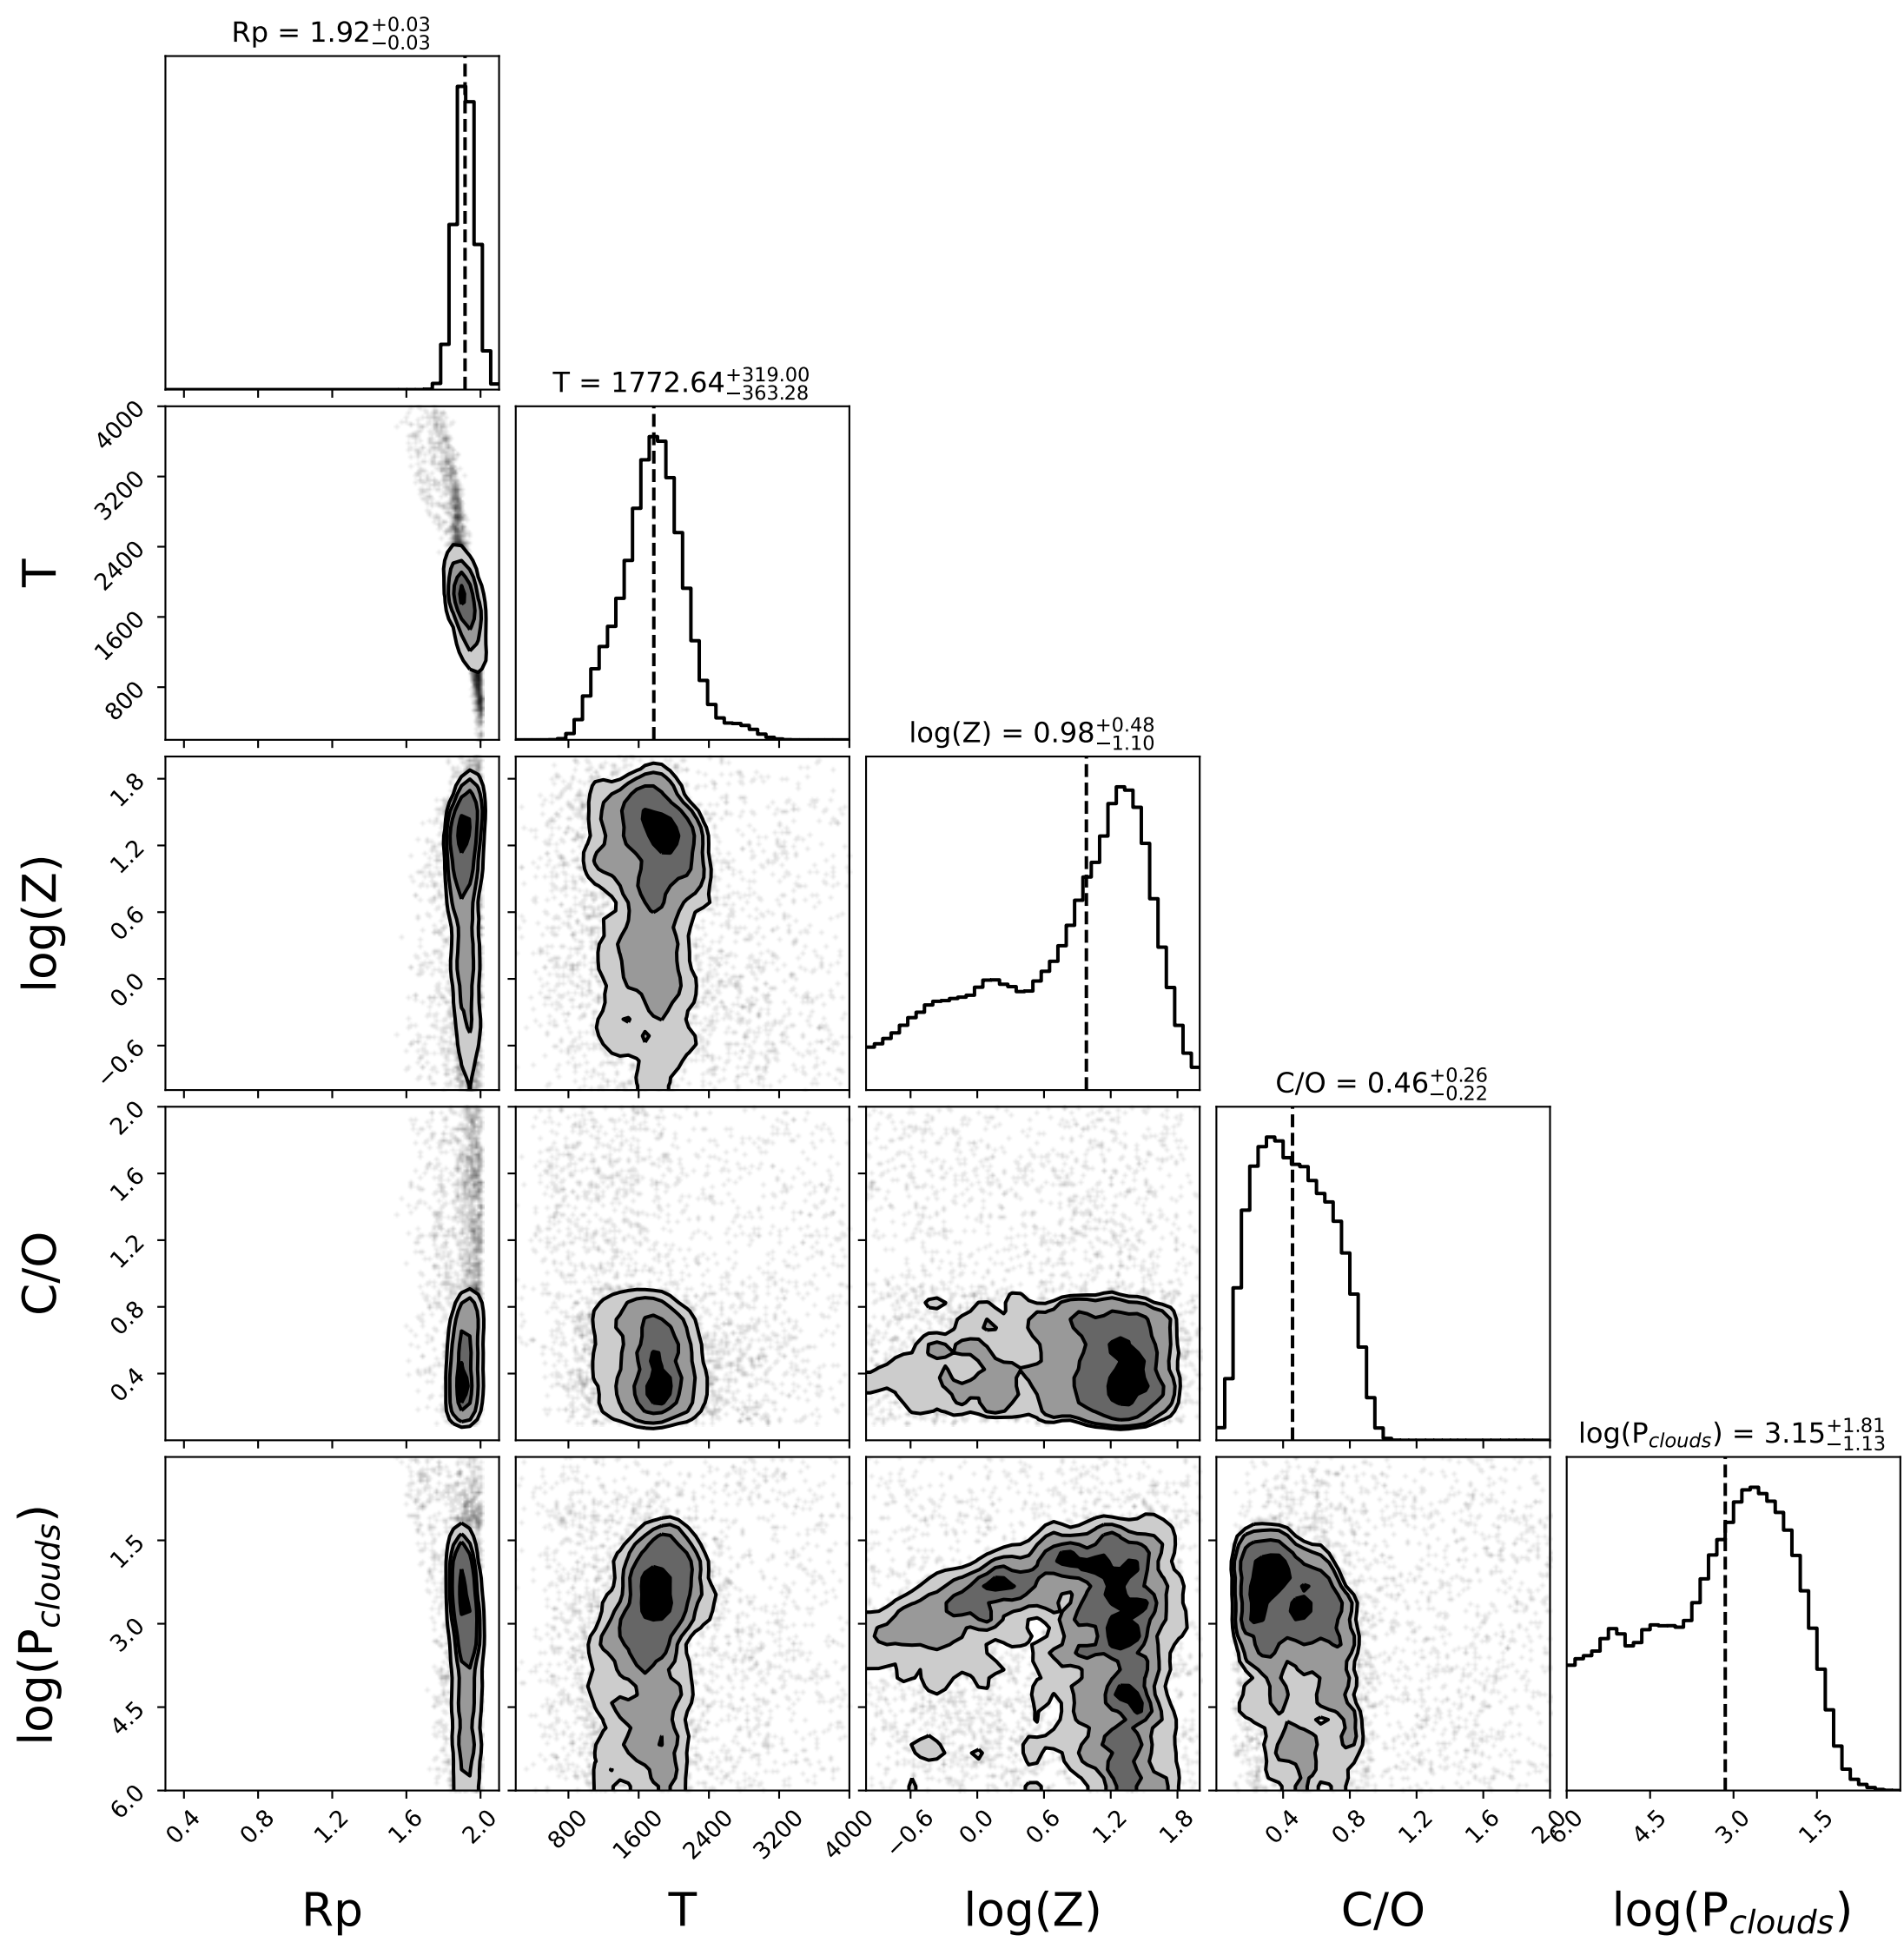 Rp = 1.92 +0.03 −0.03
T = 1772.64 +319.00 −363.28
4000
3200
2400
1600
800
T
log(Z) = 0.98 +0.48 −1.10
1.8
1.2
0.6
0.0
−0.6
log(Z)
C/O = 0.46 +0.26 −0.22
2.0
1.6
1.2
0.8
0.4
C/O
log(Pclouds) = 3.15 +1.81 −1.13
1.5
3.0
4.5
6.0
log(Pclouds)
0.4 0.8 1.2 1.6 2.0 800 1600 2400 3200 4000 −0.6 0.0 0.6 1.2 1.8 0.4 0.8 1.2 1.6 2.0 6.0 4.5 3.0 1.5
Rp T log(Z) C/O log(Pclouds)